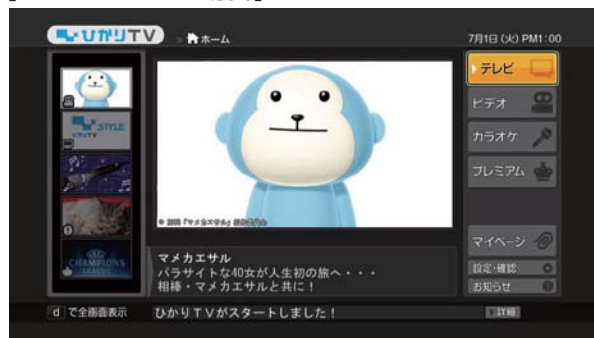 ひかりTV
ホーム
7月1日 (火) PM1:00
STYLE
ひかりTV
CHAMPIONS
LEAGUE
テレビ
ビデオ
カラオケ
プレミアム
マイページ
設定・確認
お知らせ
マメカエサル
パラサイトな40女が人生初の旅へ・・・
相棒・マメカエサルと共に！
d で全画面表示
ひかりTVがスタートしました！
詳細